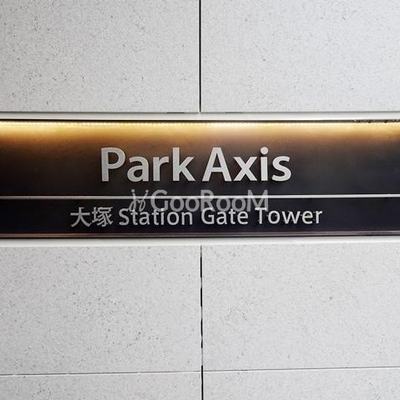 Park Axis
GooRooM
大塚 Station Gate Tower